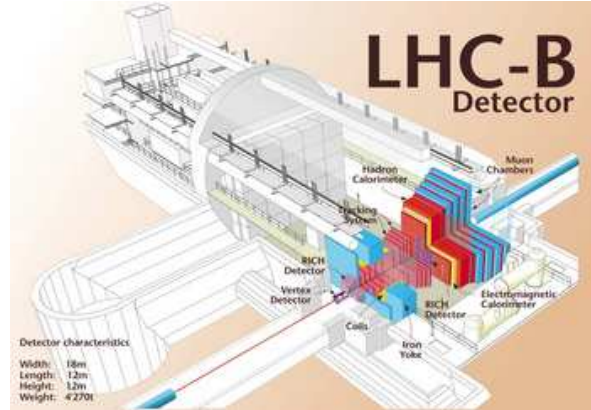 LHC-B
Detector
Muon
Chambers
Hadron
Calorimeter
Tracking
System
RICH
Detector
Vertex
Detector
Electromagnetic
Calorimeter
RICH
Detector
Coils
Iron
Yoke
Detector characteristics
Width: 18m
Length: 12m
Height: 12m
Weight: 4'270t